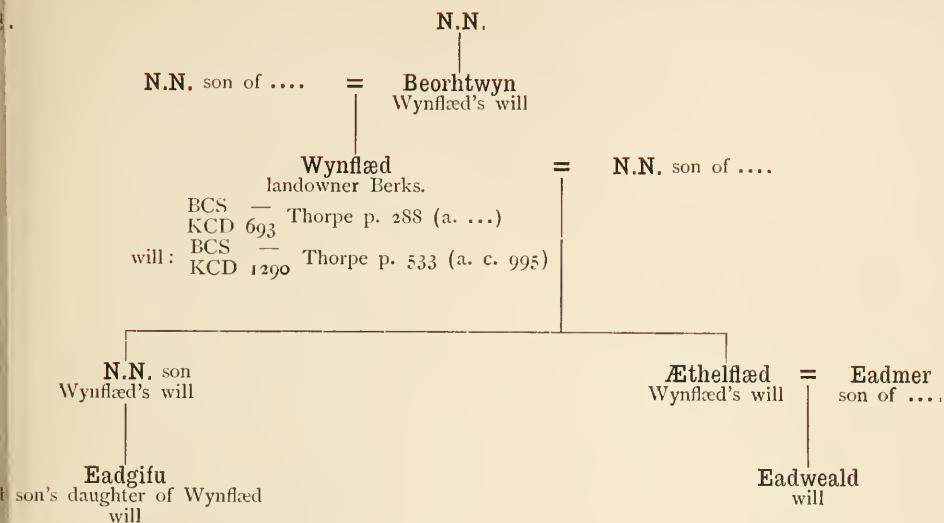 N.N.
N.N. son of .... = Beorhtwyn
Wynflæd's will
Wynflæd = N.N. son of ....
landowner Berks.
BCS —
KCD 693 Thorpe p. 288 (a. ...)
will: BCS —
KCD 1290 Thorpe p. 533 (a. c. 995)
N.N. son
Wynflæd's will
Æthelflæd = Eadmer
Wynflæd's will son of ....
Eadgifu
son's daughter of Wynflæd
will
Eadweald
will